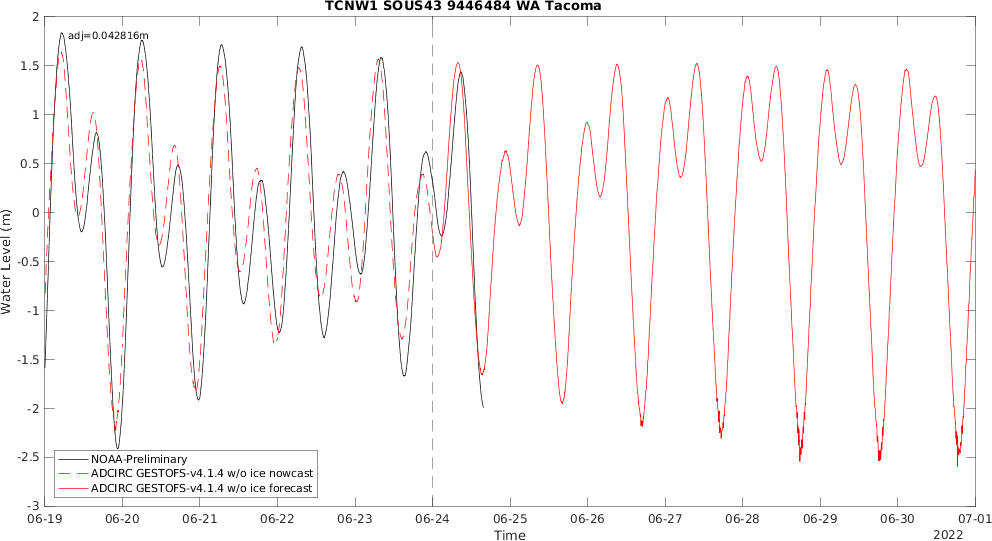 TCNW1 SOUS43 9446484 WA Tacoma
adj=0.042816m
2
1.5
1
0.5
0
-0.5
-1
-1.5
-2
-2.5
-3
Water Level (m)
NOAA-Preliminary
ADCIRC GESTOFS-v4.1.4 w/o ice nowcast
ADCIRC GESTOFS-v4.1.4 w/o ice forecast
06-19 06-20 06-21 06-22 06-23 06-24 06-25 06-26 06-27 06-28 06-29 06-30 07-01
2022
Time